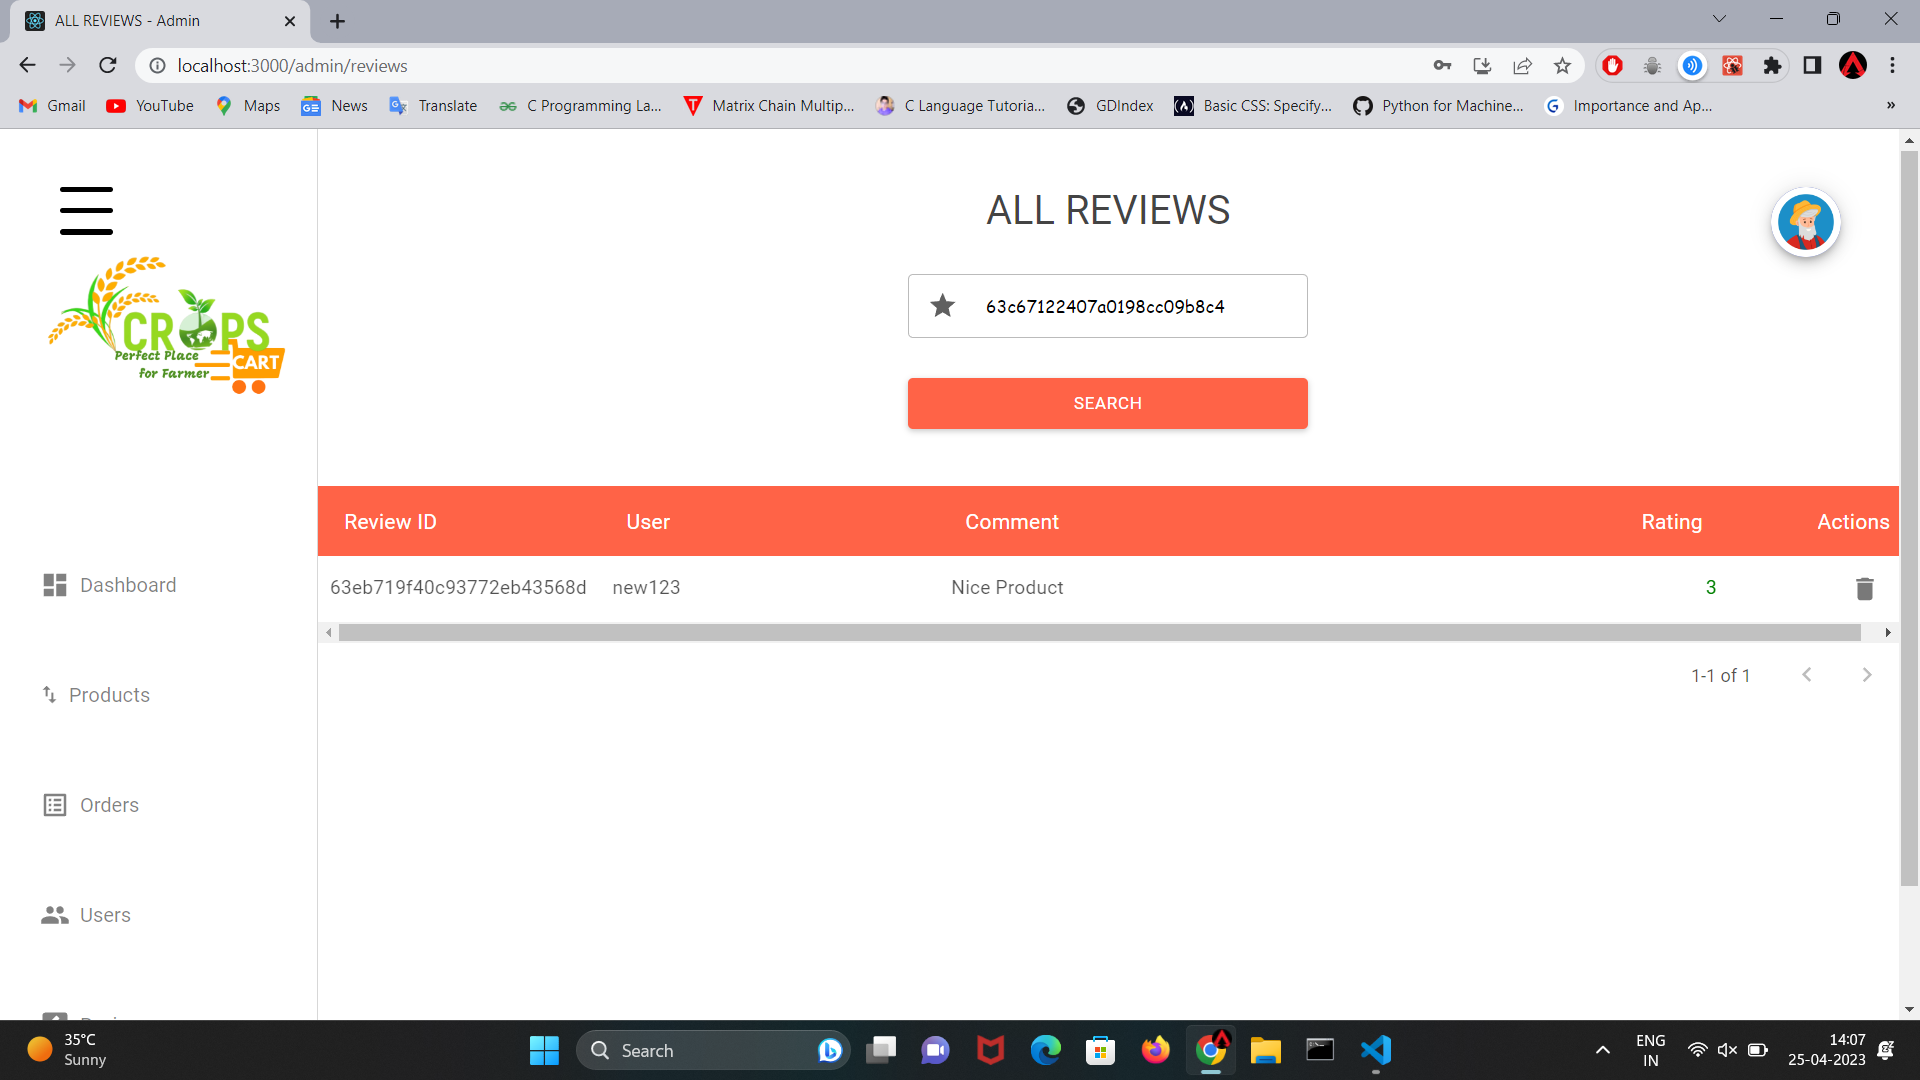 ALL REVIEWS - Admin
localhost:3000/admin/reviews
Gmail YouTube Maps News Translate C Programming La... Matrix Chain Multip... C Language Tutoria... GDIndex Basic CSS: Specify... Python for Machine... Importance and Ap... »
CROPS
Perfect Place
for Farmer
CART
ALL REVIEWS
63c67122407a0198cc09b8c4
SEARCH
Review ID User Comment Rating Actions
63eb719f40c93772eb43568d new123 Nice Product 3
1-1 of 1
Dashboard
Products
Orders
Users
35°C
Sunny
Search
ENG
IN
14:07
25-04-2023